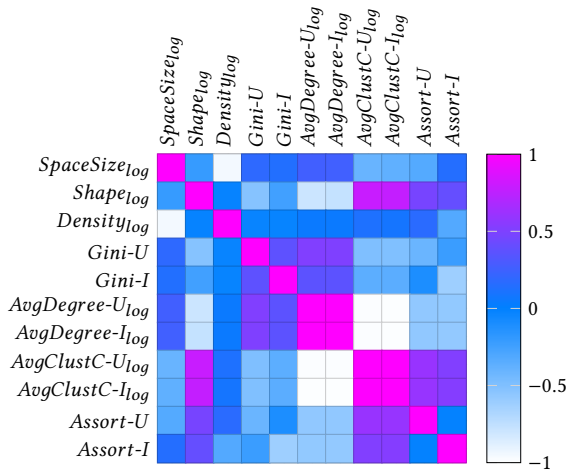 SpaceSize_log
Shape_log
Density_log
Gini-U
Gini-I
AvgDegree-U_log
AvgDegree-I_log
AvgClustC-U_log
AvgClustC-I_log
Assort-U
Assort-I
SpaceSize_log
Shape_log
Density_log
Gini-U
Gini-I
AvgDegree-U_log
AvgDegree-I_log
AvgClustC-U_log
AvgClustC-I_log
Assort-U
Assort-I
1
0.5
0
−0.5
−1